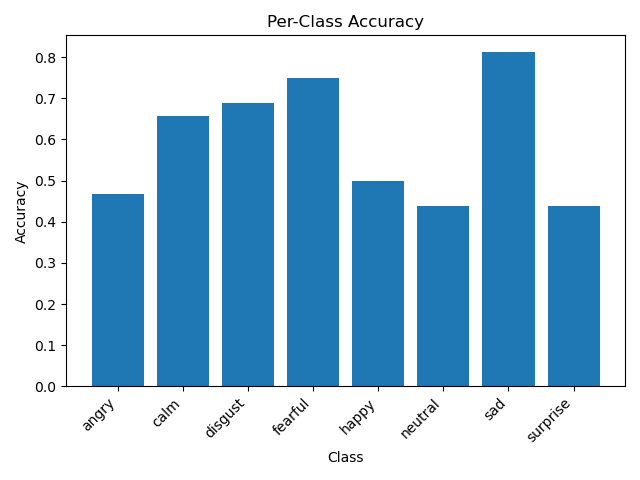 Per-Class Accuracy
Accuracy
0.8
0.7
0.6
0.5
0.4
0.3
0.2
0.1
0.0
angry
calm
disgust
fearful
happy
neutral
sad
surprise
Class